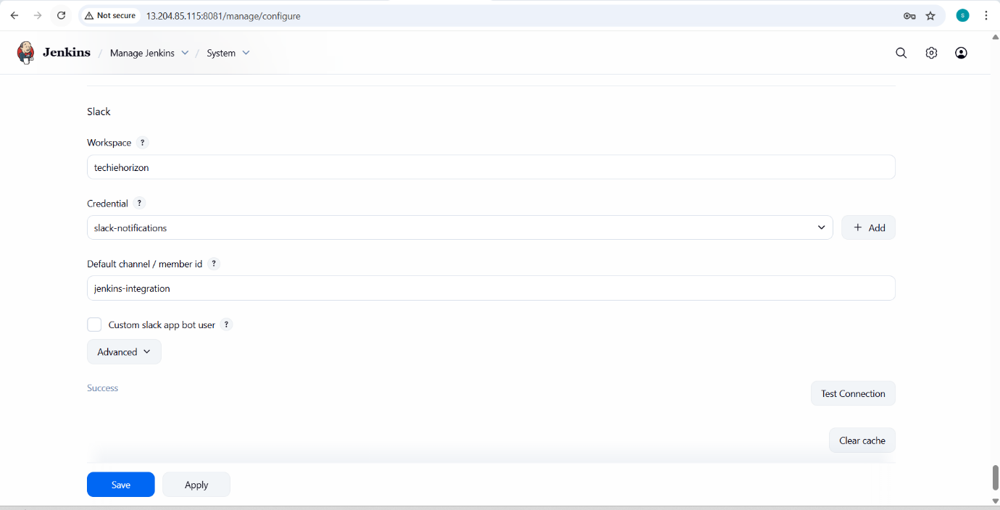 Not secure 13.204.85.115:8081/manage/configure S
Jenkins / Manage Jenkins / System
Slack
Workspace ?
techiehorizon
Credential ?
slack-notifications + Add
Default channel / member id ?
jenkins-integration
Custom slack app bot user ?
Advanced
Success
Test Connection
Clear cache
Save Apply